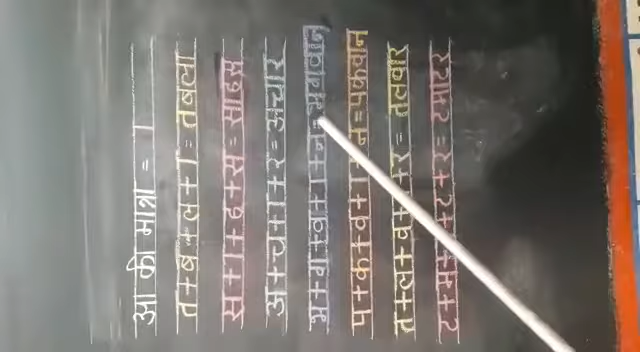 आ की मात्रा = ा
त+ब+ल+ा = तबला
स+ा+ह+स = साहस
अ+च+ा+र = अचार
भ+ग+व+ा+न = भगवान
प+क+व+ा+न = पकवान
त+ल+व+ा+र = तलवार
ट+म+ा+ट+र = टमाटर